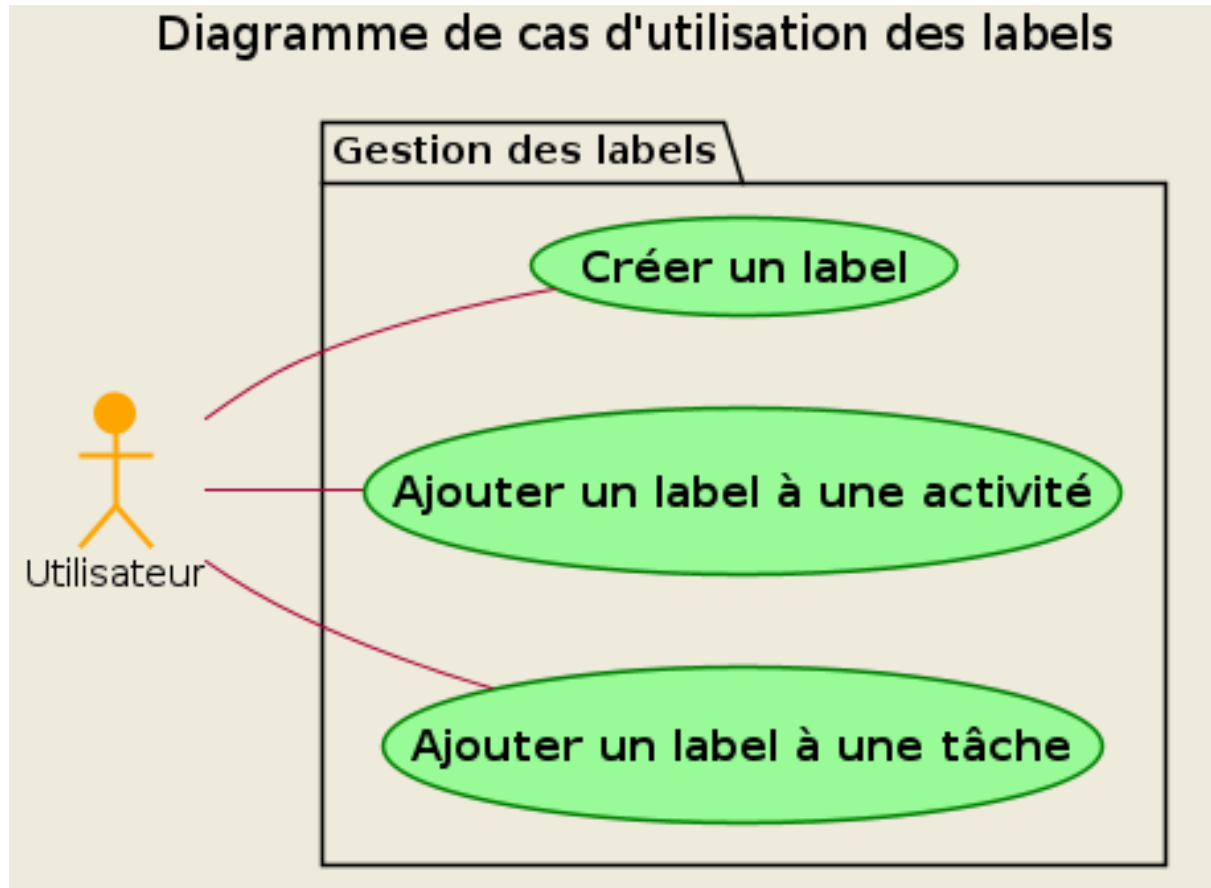 Diagramme de cas d'utilisation des labels
Gestion des labels
Créer un label
Ajouter un label à une activité
Utilisateur
Ajouter un label à une tâche